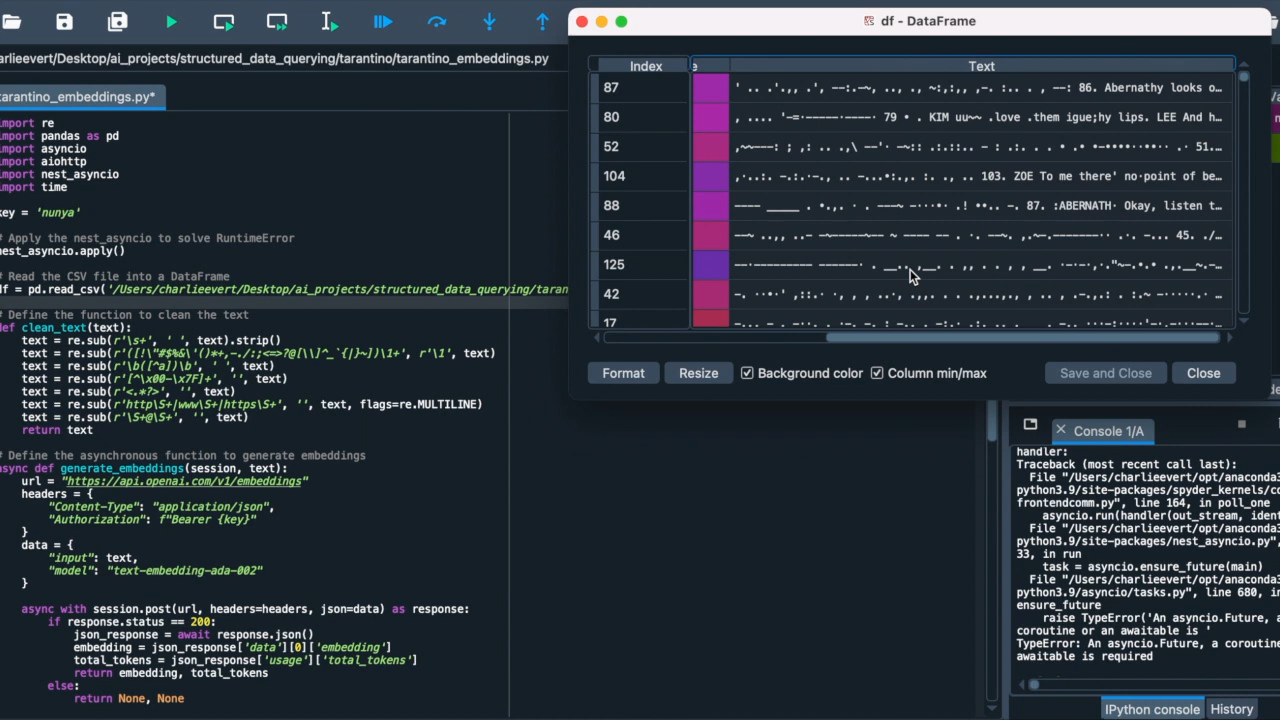 arlieevert/Desktop/ai_projects/structured_data_querying/tarantino/tarantino_embeddings.py
tarantino_embeddings.py*
import re
import pandas as pd
import asyncio
import aiohttp
import nest_asyncio
import time
key = 'nunya'
# Apply the nest_asyncio to solve RuntimeError
nest_asyncio.apply()
# Read the CSV file into a DataFrame
df = pd.read_csv('/Users/charlieevert/Desktop/ai_projects/structured_data_querying/taran
# Define the function to clean the text
def clean_text(text):
text = re.sub(r'\s+', ' ', text).strip()
text = re.sub(r'([!\"#$%&\'()*+,-./:;<=>?@[\\]^_`{|}~])\1+', r'\1', text)
text = re.sub(r'\b([^a])\b', ' ', text)
text = re.sub(r'[^\x00-\x7F]+', '', text)
text = re.sub(r'<.*?>', '', text)
text = re.sub(r'http\S+|www\S+|https\S+', '', text, flags=re.MULTILINE)
text = re.sub(r'\S+@\S+', '', text)
return text
# Define the asynchronous function to generate embeddings
async def generate_embeddings(session, text):
url = "https://api.openai.com/v1/embeddings"
headers = {
"Content-Type": "application/json",
"Authorization": f"Bearer {key}"
}
data = {
"input": text,
"model": "text-embedding-ada-002"
}
async with session.post(url, headers=headers, json=data) as response:
if response.status == 200:
json_response = await response.json()
embedding = json_response['data'][0]['embedding']
total_tokens = json_response['usage']['total_tokens']
return embedding, total_tokens
else:
return None, None
df - DataFrame
Index e Text
87 86. Abernathy looks o…
80 79 • . KIM uu~~ .love .them igue;hy lips. LEE And h…
52 51.…
104 103. ZOE To me there' no·point of be…
88 87. :ABERNATH· Okay, listen t…
46 45. ./…
125
42
17
Format Resize Background color Column min/max Save and Close Close
Console 1/A
handler:
Traceback (most recent call last):
File "/Users/charlieevert/opt/anaconda3
python3.9/site-packages/spyder_kernels/co
frontendcomm.py", line 164, in poll_one
asyncio.run(handler(out_stream, ident
File "/Users/charlieevert/opt/anaconda3
python3.9/site-packages/nest_asyncio.py",
33, in run
task = asyncio.ensure_future(main)
File "/Users/charlieevert/opt/anaconda3
python3.9/asyncio/tasks.py", line 680, in
ensure_future
raise TypeError('An asyncio.Future, a
coroutine or an awaitable is '
TypeError: An asyncio.Future, a coroutine
awaitable is required
IPython console History